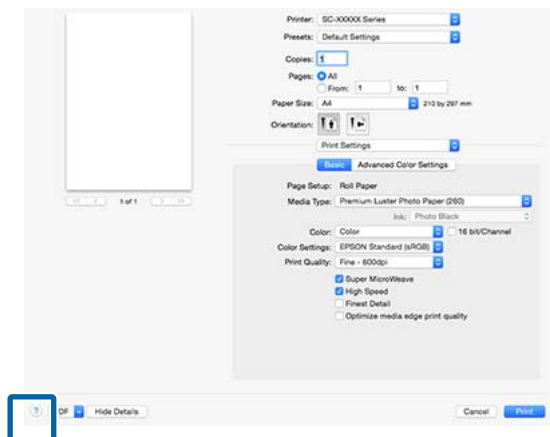 Printer: SC-XXXXX Series
Presets: Default Settings
Copies: 1
Pages: All
From: 1 to: 1
Paper Size: A4 210 by 297 mm
Orientation:
Print Settings
Basic Advanced Color Settings
1 of 1
Page Setup: Roll Paper
Media Type: Premium Luster Photo Paper (260)
Ink: Photo Black
Color: Color 16 bit/Channel
Color Settings: EPSON Standard (sRGB)
Print Quality: Fine - 600dpi
Super MicroWeave
High Speed
Finest Detail
Optimize media edge print quality
? DF Hide Details Cancel Print